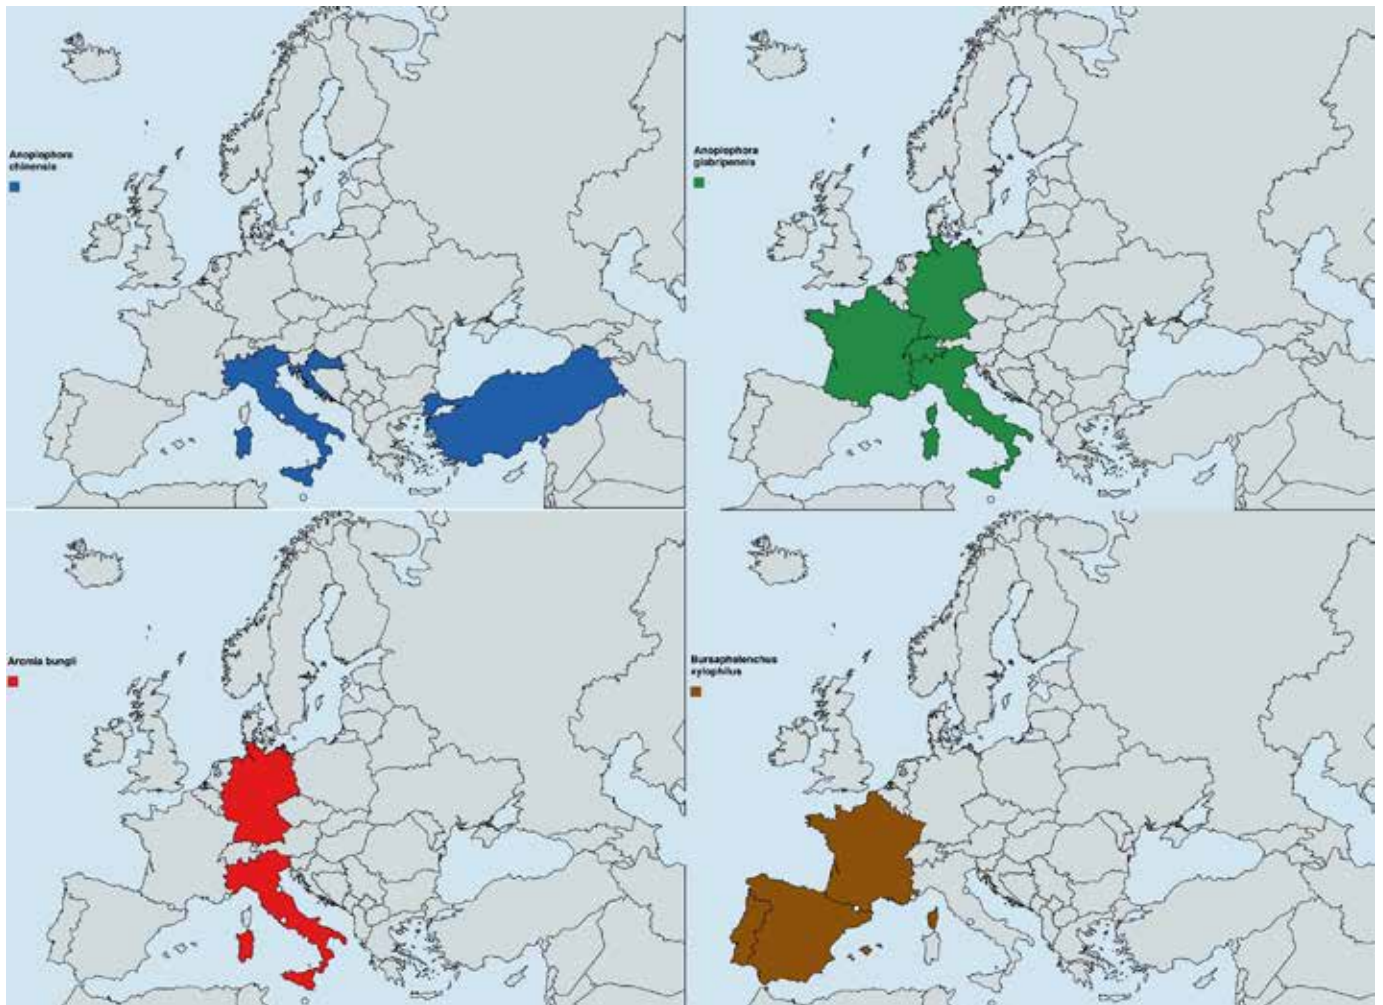 Anoplophora
chinensis
Anoplophora
glabripennis
Aromia bungii
Bursaphelenchus
xylophilus